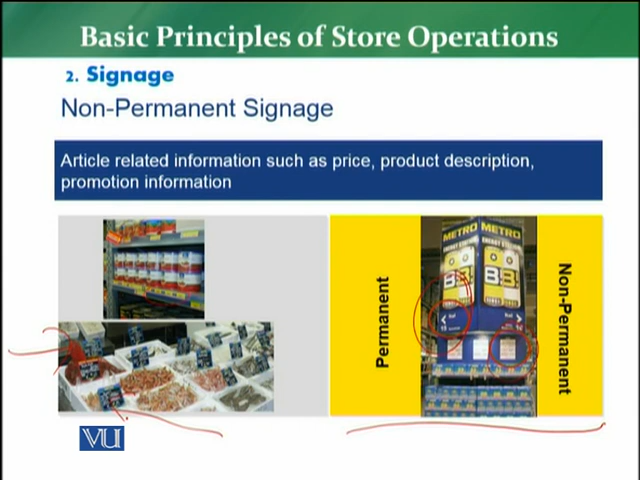 Basic Principles of Store Operations
2. Signage
Non-Permanent Signage
Article related information such as price, product description,
promotion information
Permanent
METRO METRO
Non-Permanent
VU